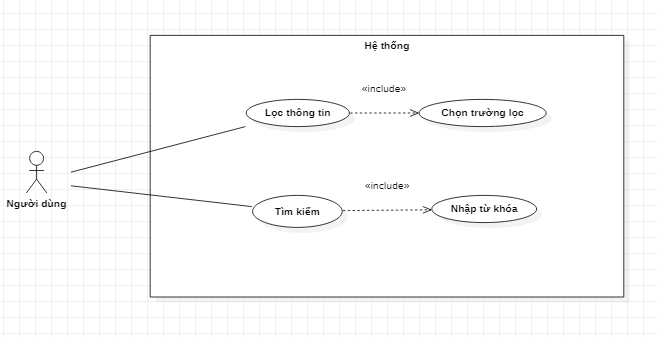 Hệ thống
«include»
Lọc thông tin
Chọn trường lọc
Người dùng
«include»
Tìm kiếm
Nhập từ khóa